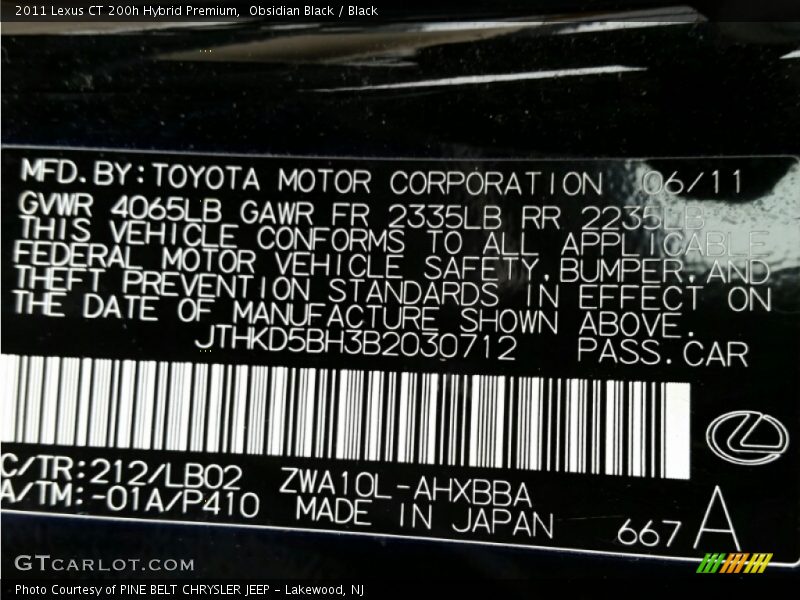 2011 Lexus CT 200h Hybrid Premium,  Obsidian Black / Black
MFD.BY:TOYOTA MOTOR CORPORATION 06/11
GVWR 4065LB GAWR FR 2335LB RR 2235LB
THIS VEHICLE CONFORMS TO ALL APPLICABLE
FEDERAL MOTOR VEHICLE SAFETY,BUMPER,AND
THEFT PREVENTION STANDARDS IN EFFECT ON
THE DATE OF MANUFACTURE SHOWN ABOVE.
JTHKD5BH3B2030712 PASS.CAR
C/TR:212/LB02 ZWA10L-AHXBBA
A/TM:-01A/P410 MADE IN JAPAN 667 A
GTCARLOT.COM
Photo Courtesy of PINE BELT CHRYSLER JEEP - Lakewood, NJ